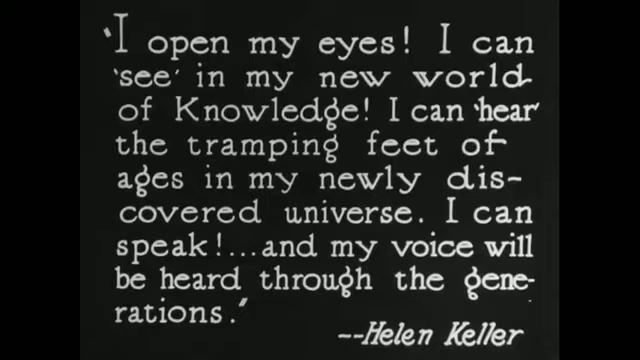 "I open my eyes! I can
'see' in my new world
of Knowledge! I can 'hear'
the tramping feet of
ages in my newly dis-
covered universe. I can
speak!...and my voice will
be heard through the gene-
rations."
--Helen Keller